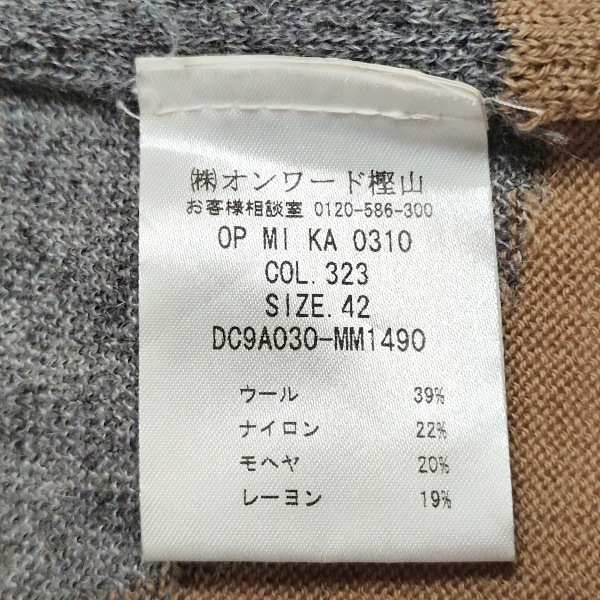 ㈱オンワード樫山
お客様相談室 0120-586-300
OP MI KA 0310
COL.323
SIZE.42
DC9A030-MM1490
ウール 39%
ナイロン 22%
モヘヤ 20%
レーヨン 19%